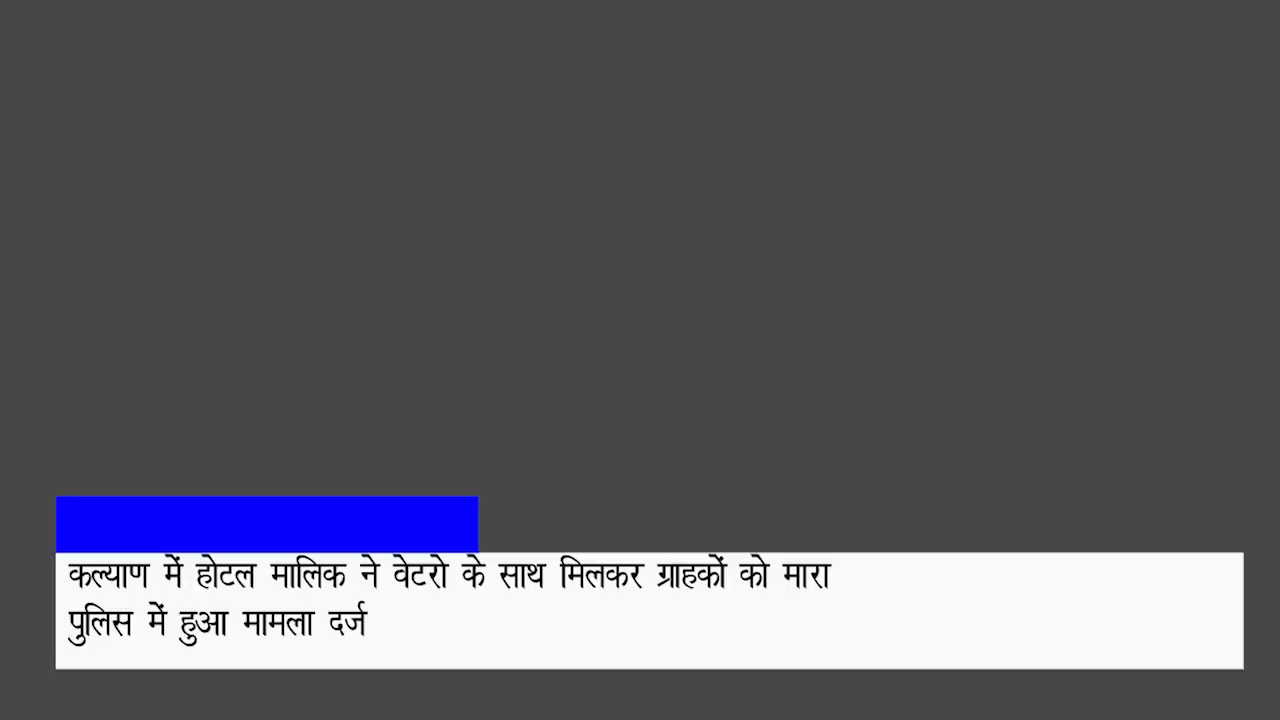 कल्याण में होटल मालिक ने वेटरो के साथ मिलकर ग्राहकों को मारा
पुलिस में हुआ मामला दर्ज